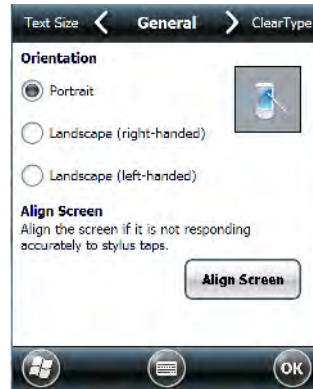 Text Size General ClearType
Orientation
Portrait
Landscape (right-handed)
Landscape (left-handed)
Align Screen
Align the screen if it is not responding
accurately to stylus taps.
Align Screen
OK